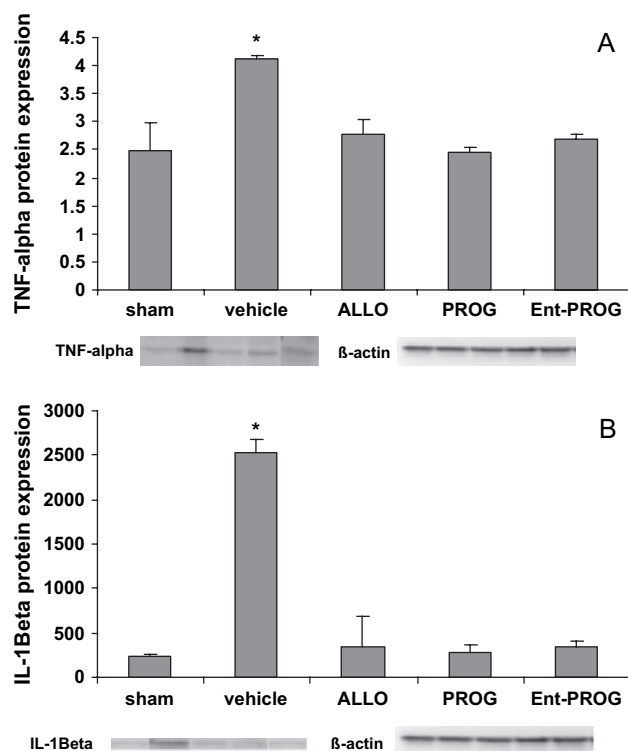 A
TNF-alpha protein expression
4.5
4
3.5
3
2.5
2
1.5
1
0.5
0
*
sham vehicle ALLO PROG Ent-PROG
TNF-alpha ß-actin
B
IL-1Beta protein expression
3000
2500
2000
1500
1000
500
0
*
sham vehicle ALLO PROG Ent-PROG
IL-1Beta ß-actin